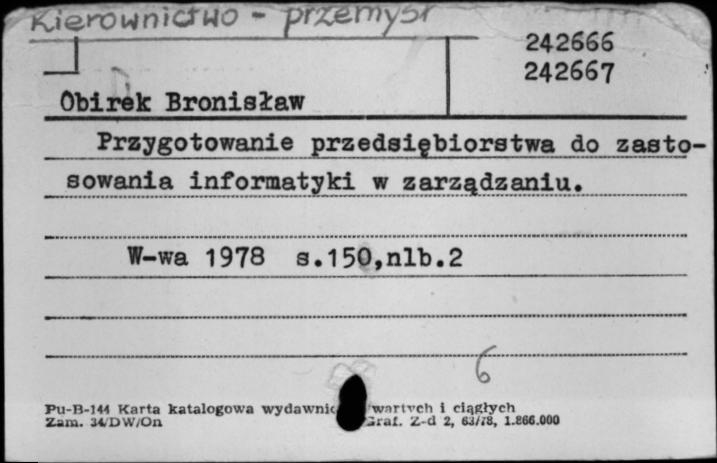 Kierownictwo - przemysł
242666
242667
Obirek Bronisław
Przygotowanie przedsiębiorstwa do zasto-
sowania informatyki w zarządzaniu.
W-wa 1978 s.150,nlb.2
6
Pu-B-144 Karta katalogowa wydawnic wartych i ciągłych
Zam. 34/DW/On Graf. Z-d 2, 63/78, 1.866.000